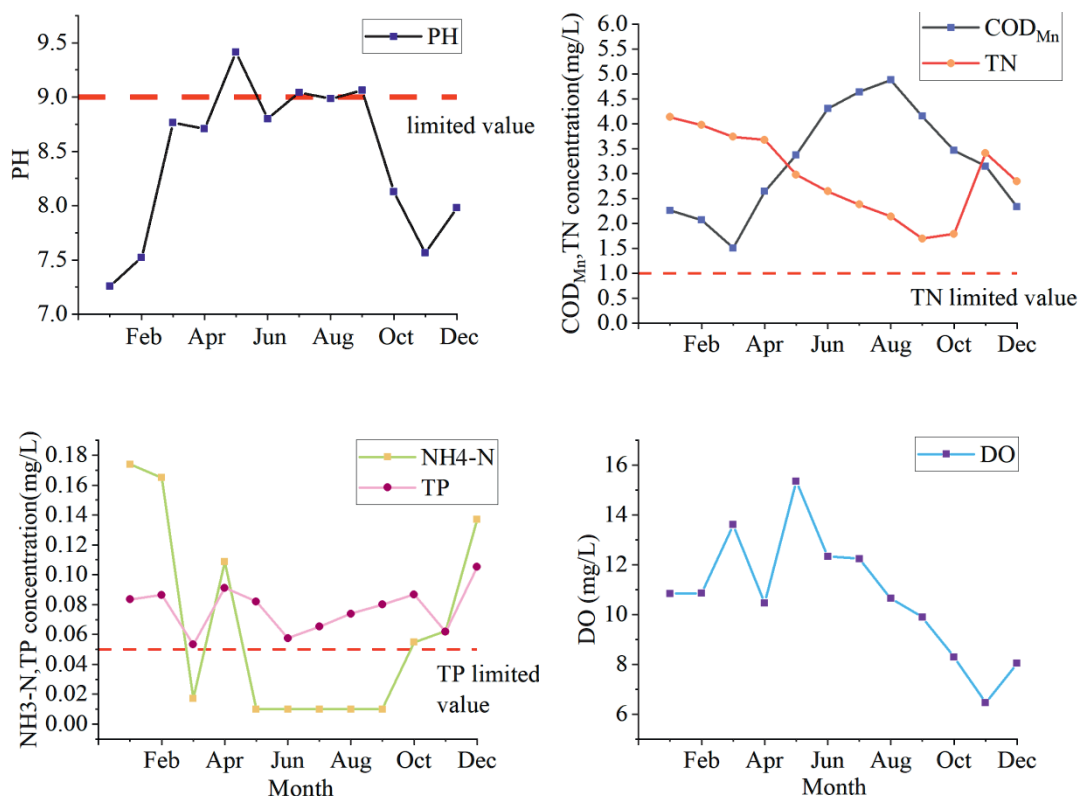 PH
9.5
9.0
8.5
8.0
7.5
7.0
PH
limited value
Feb Apr Jun Aug Oct Dec
COD_Mn,TN concentration(mg/L)
6.0
5.5
5.0
4.5
4.0
3.5
3.0
2.5
2.0
1.5
1.0
0.5
0.0
COD_Mn
TN
TN limited value
Feb Apr Jun Aug Oct Dec
NH3-N,TP concentration(mg/L)
0.18
0.16
0.14
0.12
0.10
0.08
0.06
0.04
0.02
0.00
NH4-N
TP
TP limited
value
Feb Apr Jun Aug Oct Dec
Month
DO (mg/L)
16
14
12
10
8
6
DO
Feb Apr Jun Aug Oct Dec
Month